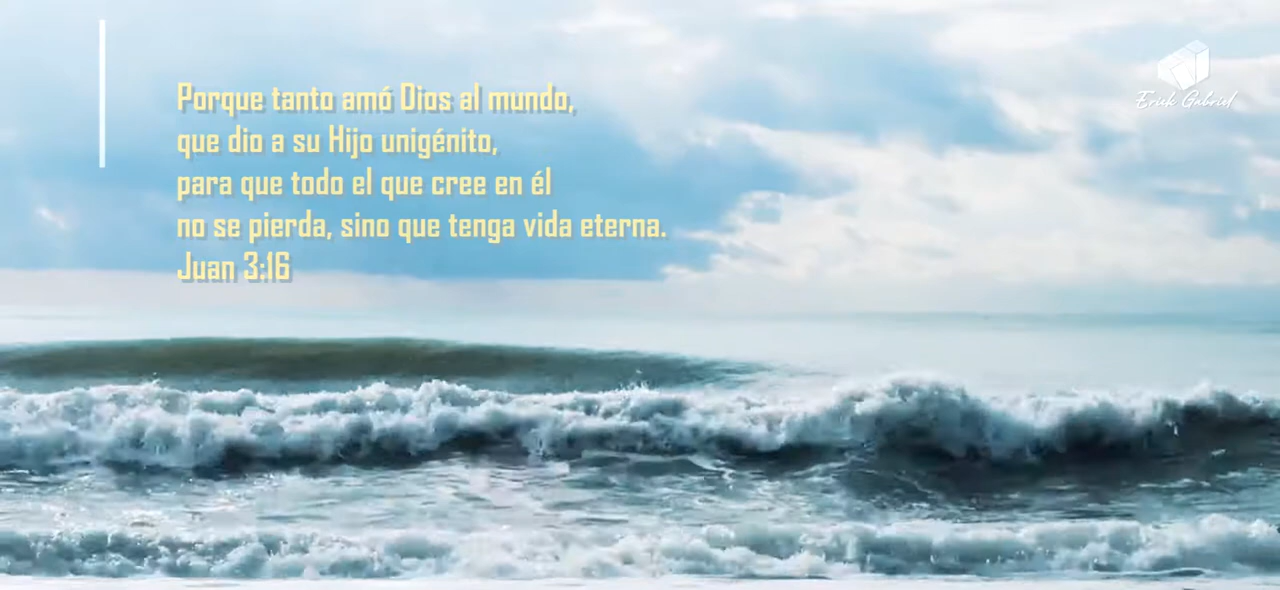 Porque tanto amó Dios al mundo,
que dio a su Hijo unigénito,
para que todo el que cree en él
no se pierda, sino que tenga vida eterna.
Juan 3:16
Erick Gabriel